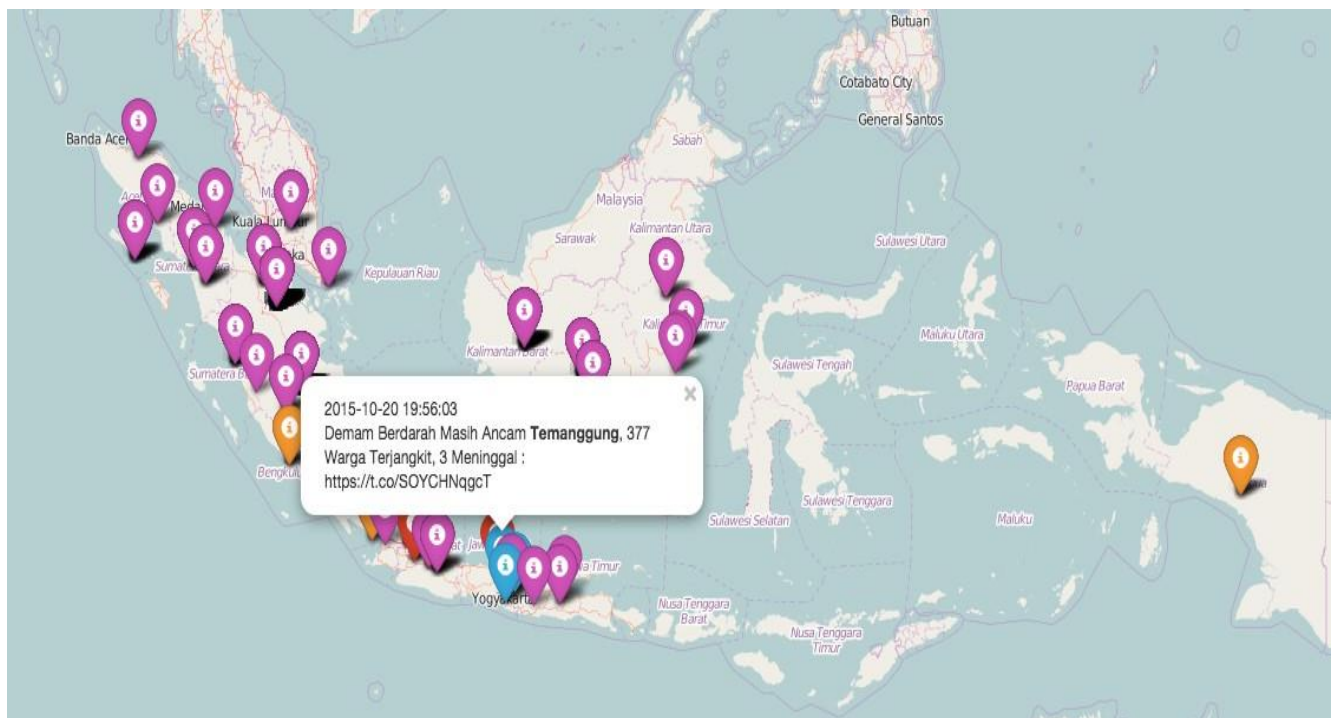 Butuan
Cotabato City
General Santos
Sabah
Banda Aceh
Malaysia
Kuala Lumpur
Kalimantan Utara
Sarawak
Sulawesi Utara
Kepulauan Riau
Kalimantan Barat
Maluku Utara
Sulawesi Tengah
Papua Barat
2015-10-20 19:56:03
Demam Berdarah Masih Ancam Temanggung, 377
Warga Terjangkit, 3 Meninggal :
https://t.co/SOYCHNqgcT
×
Sulawesi Tenggara
Sulawesi Selatan
Maluku
Yogyakarta
Nusa Tenggara
Barat
Nusa Tenggara
Timur